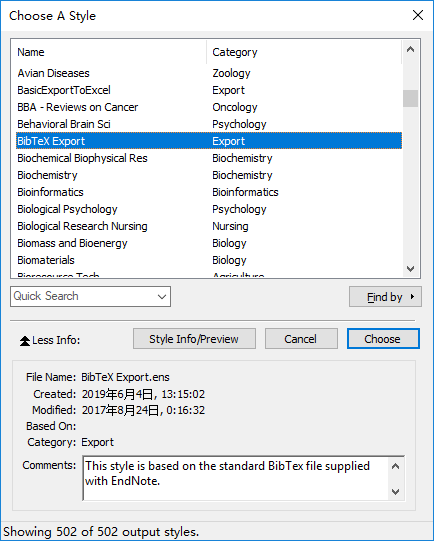 Choose A Style
Name Category
Avian Diseases Zoology
BasicExportToExcel Export
BBA - Reviews on Cancer Oncology
Behavioral Brain Sci Psychology
BibTeX Export Export
Biochemical Biophysical Res Biochemistry
Biochemistry Biochemistry
Bioinformatics Bioinformatics
Biological Psychology Psychology
Biological Research Nursing Nursing
Biomass and Bioenergy Biology
Biomaterials Biology
Bioresource Tech Agriculture
Quick Search Find by
Less Info: Style Info/Preview Cancel Choose
File Name: BibTeX Export.ens
Created: 2019年6月4日, 13:15:02
Modified: 2017年8月24日, 0:16:32
Based On:
Category: Export
Comments: This style is based on the standard BibTex file supplied
with EndNote.
Showing 502 of 502 output styles.